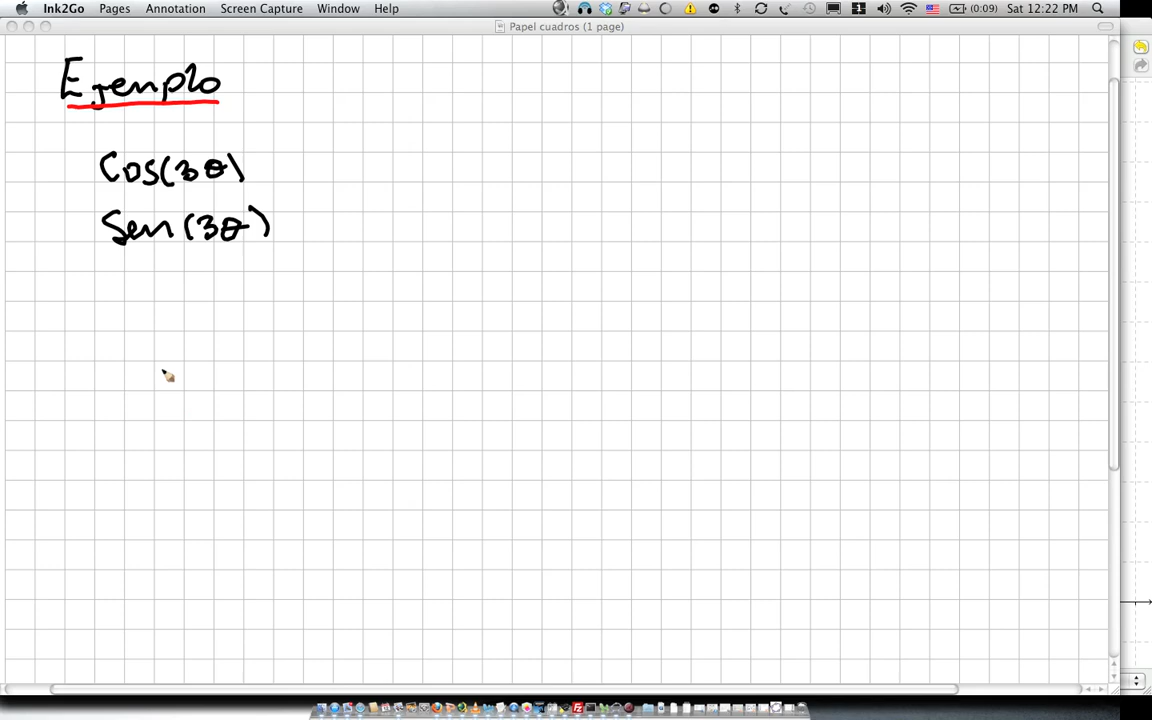 Ink2Go Pages Annotation Screen Capture Window Help (0:09) Sat 12:22 PM
Papel cuadros (1 page)
Ejemplo
Cos(3θ)
Sen(3θ)